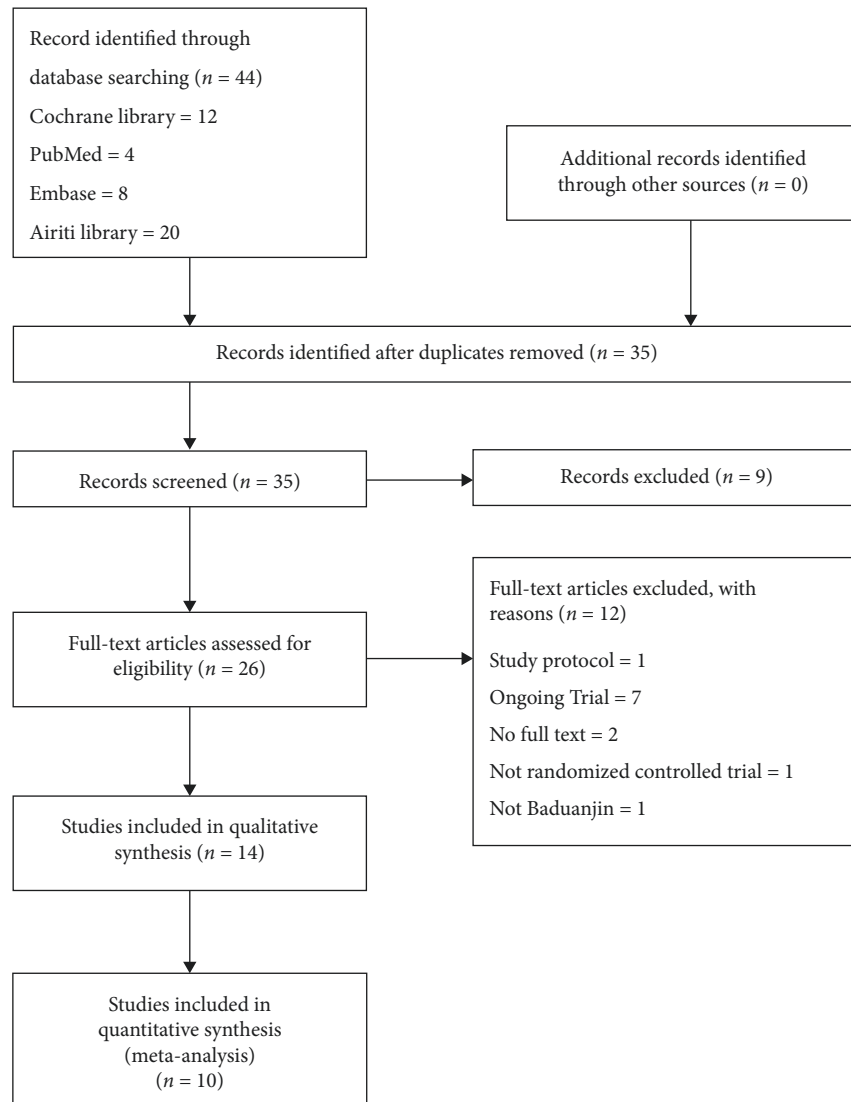 Record identified through
database searching (n = 44)
Cochrane library = 12
PubMed = 4
Embase = 8
Airiti library = 20
Additional records identified
through other sources (n = 0)
Records identified after duplicates removed (n = 35)
Records screened (n = 35)
Records excluded (n = 9)
Full-text articles assessed for
eligibility (n = 26)
Full-text articles excluded, with
reasons (n = 12)
Study protocol = 1
Ongoing Trial = 7
No full text = 2
Not randomized controlled trial = 1
Not Baduanjin = 1
Studies included in qualitative
synthesis (n = 14)
Studies included in
quantitative synthesis
(meta-analysis)
(n = 10)